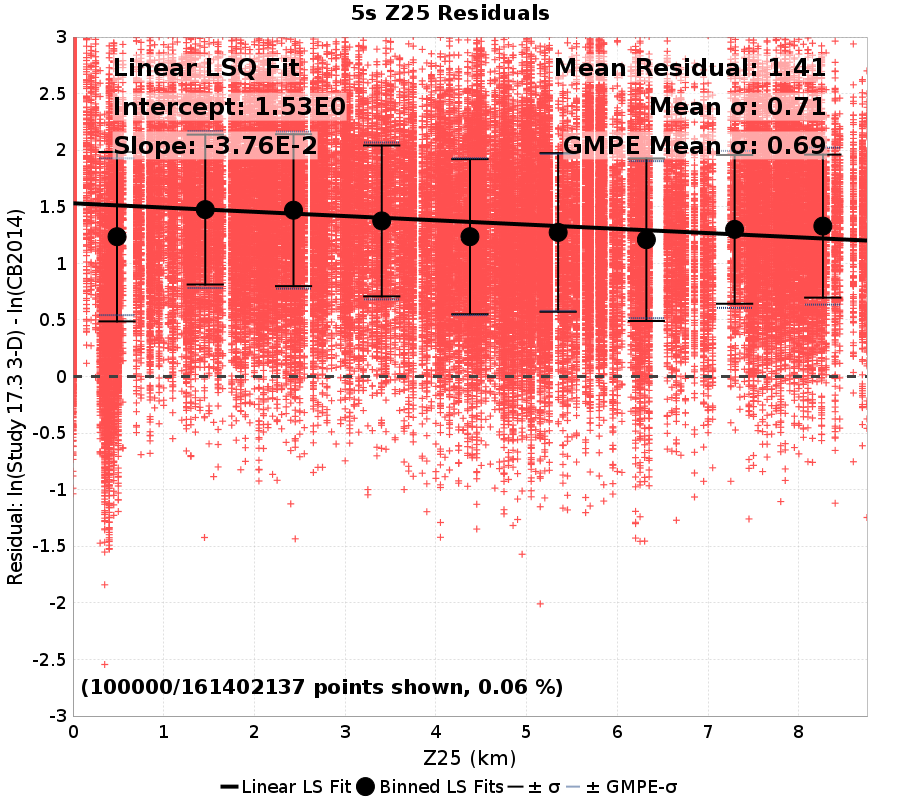 5s Z25 Residuals
Linear LSQ Fit
Intercept: 1.53E0
Slope: -3.76E-2
Mean Residual: 1.41
Mean σ: 0.71
GMPE Mean σ: 0.69
3
2.5
2
1.5
1
0.5
0
-0.5
-1
-1.5
-2
-2.5
-3
Residual: ln(Study 17.3 3-D) - ln(CB2014)
(100000/161402137 points shown, 0.06 %)
0 1 2 3 4 5 6 7 8
Z25 (km)
Linear LS Fit Binned LS Fits ± σ ± GMPE-σ